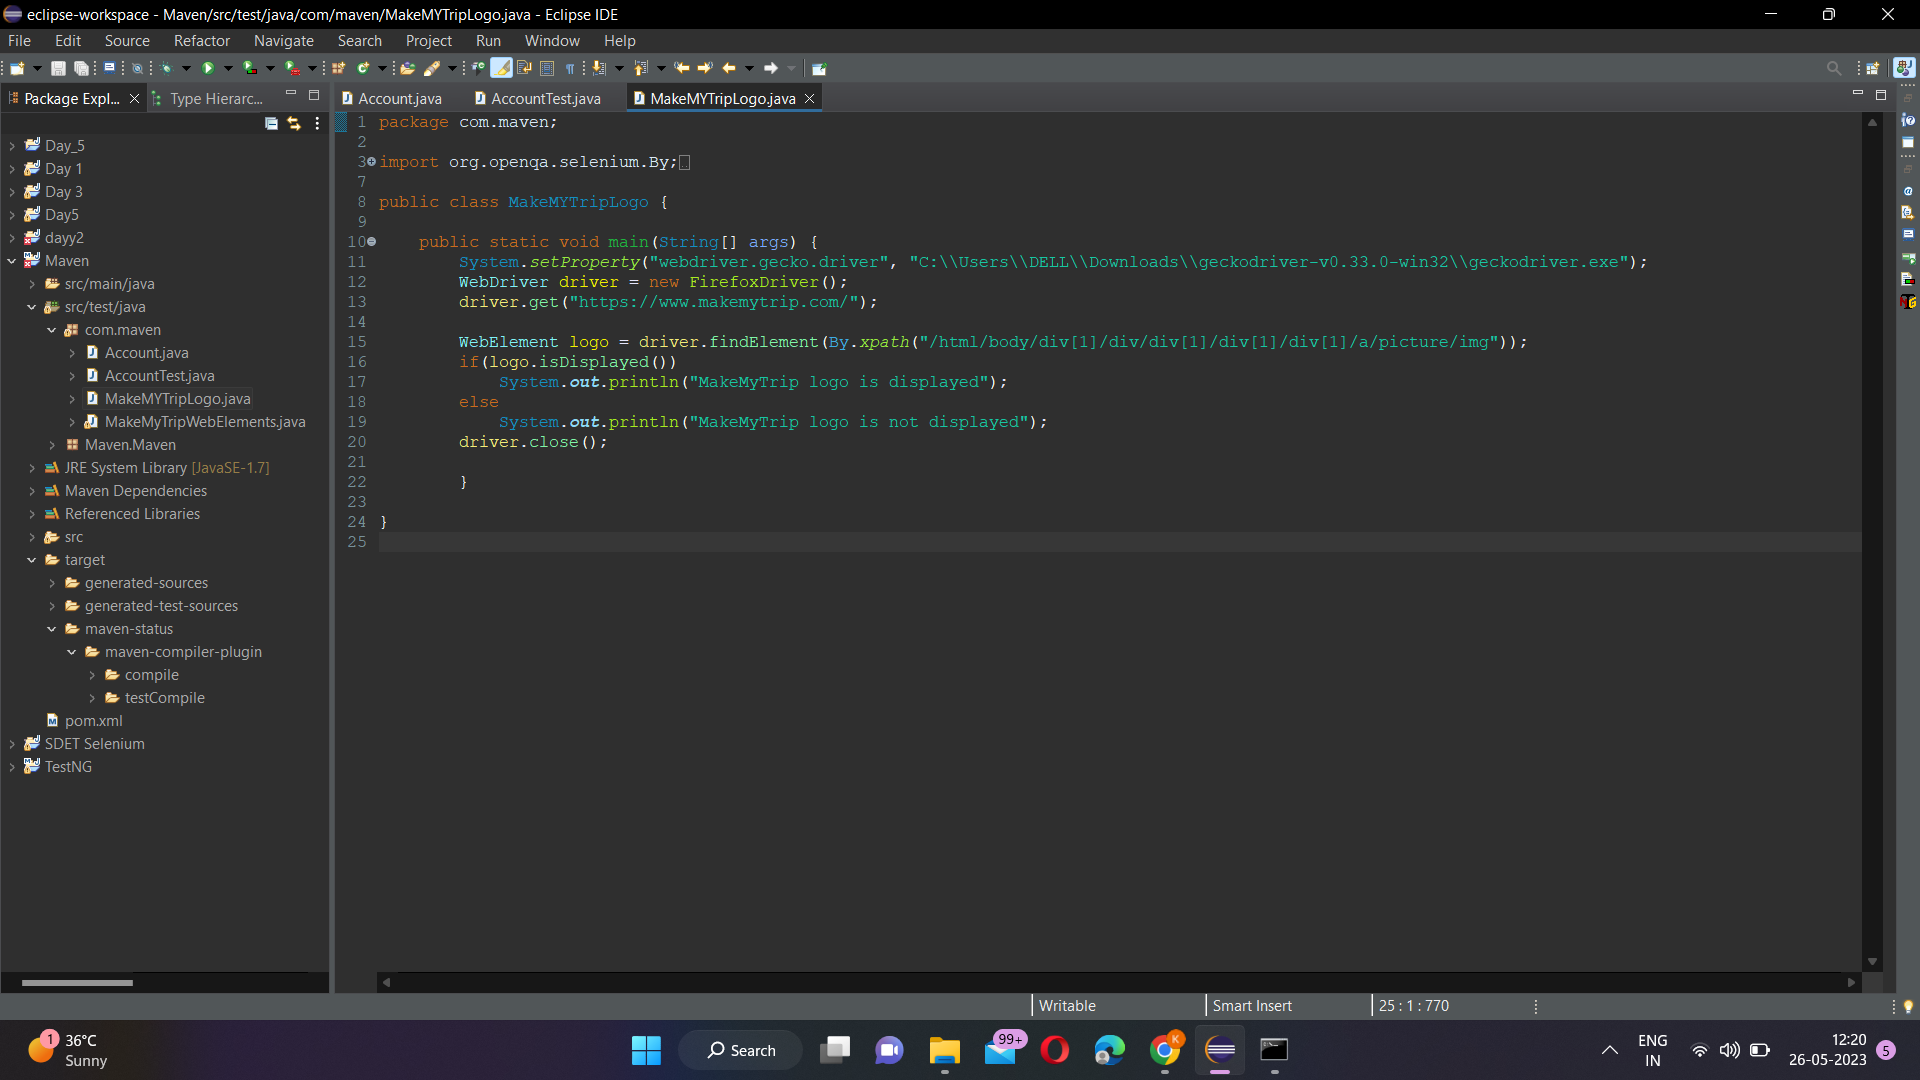 eclipse-workspace - Maven/src/test/java/com/maven/MakeMYTripLogo.java - Eclipse IDE
File Edit Source Refactor Navigate Search Project Run Window Help
Package Expl... Type Hierarc...
Account.java AccountTest.java MakeMYTripLogo.java
Day_5
Day 1
Day 3
Day5
dayy2
Maven
src/main/java
src/test/java
com.maven
Account.java
AccountTest.java
MakeMYTripLogo.java
MakeMyTripWebElements.java
Maven.Maven
JRE System Library [JavaSE-1.7]
Maven Dependencies
Referenced Libraries
src
target
generated-sources
generated-test-sources
maven-status
maven-compiler-plugin
compile
testCompile
pom.xml
SDET Selenium
TestNG
1 package com.maven;
2
3 import org.openqa.selenium.By;
7
8 public class MakeMYTripLogo {
9
10 public static void main(String[] args) {
11 System.setProperty("webdriver.gecko.driver", "C:\\Users\\DELL\\Downloads\\geckodriver-v0.33.0-win32\\geckodriver.exe");
12 WebDriver driver = new FirefoxDriver();
13 driver.get("https://www.makemytrip.com/");
14
15 WebElement logo = driver.findElement(By.xpath("/html/body/div[1]/div/div[1]/div[1]/div[1]/a/picture/img"));
16 if(logo.isDisplayed())
17 System.out.println("MakeMyTrip logo is displayed");
18 else
19 System.out.println("MakeMyTrip logo is not displayed");
20 driver.close();
21
22 }
23
24 }
25
Writable Smart Insert 25 : 1 : 770
1 36°C
Sunny
Search
99+
K
ENG
IN
12:20
26-05-2023
5